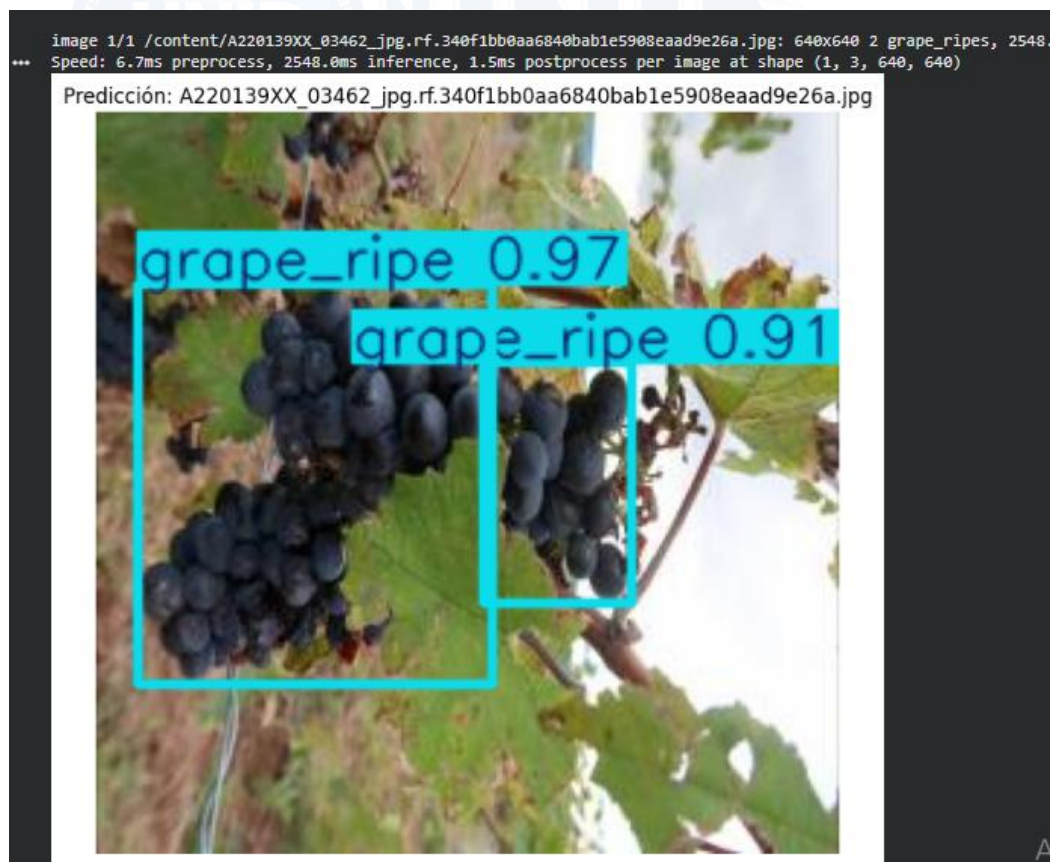 image 1/1 /content/A220139XX_03462_jpg.rf.340f1bb0aa6840bab1e5908eaad9e26a.jpg: 640x640 2 grape_ripes, 2548.
Speed: 6.7ms preprocess, 2548.0ms inference, 1.5ms postprocess per image at shape (1, 3, 640, 640)
Predicción: A220139XX_03462_jpg.rf.340f1bb0aa6840bab1e5908eaad9e26a.jpg
grape_ripe 0.97
grape_ripe 0.91
A